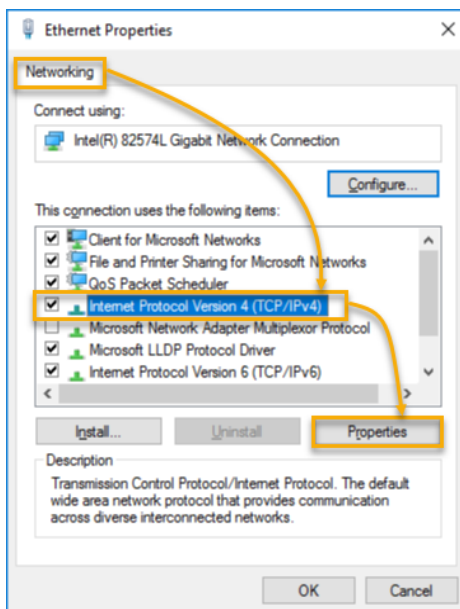 Ethernet Properties
Networking
Connect using:
Intel(R) 82574L Gigabit Network Connection
Configure...
This connection uses the following items:
Client for Microsoft Networks
File and Printer Sharing for Microsoft Networks
QoS Packet Scheduler
Internet Protocol Version 4 (TCP/IPv4)
Microsoft Network Adapter Multiplexor Protocol
Microsoft LLDP Protocol Driver
Internet Protocol Version 6 (TCP/IPv6)
Install...
Uninstall
Properties
Description
Transmission Control Protocol/Internet Protocol. The default
wide area network protocol that provides communication
across diverse interconnected networks.
OK
Cancel